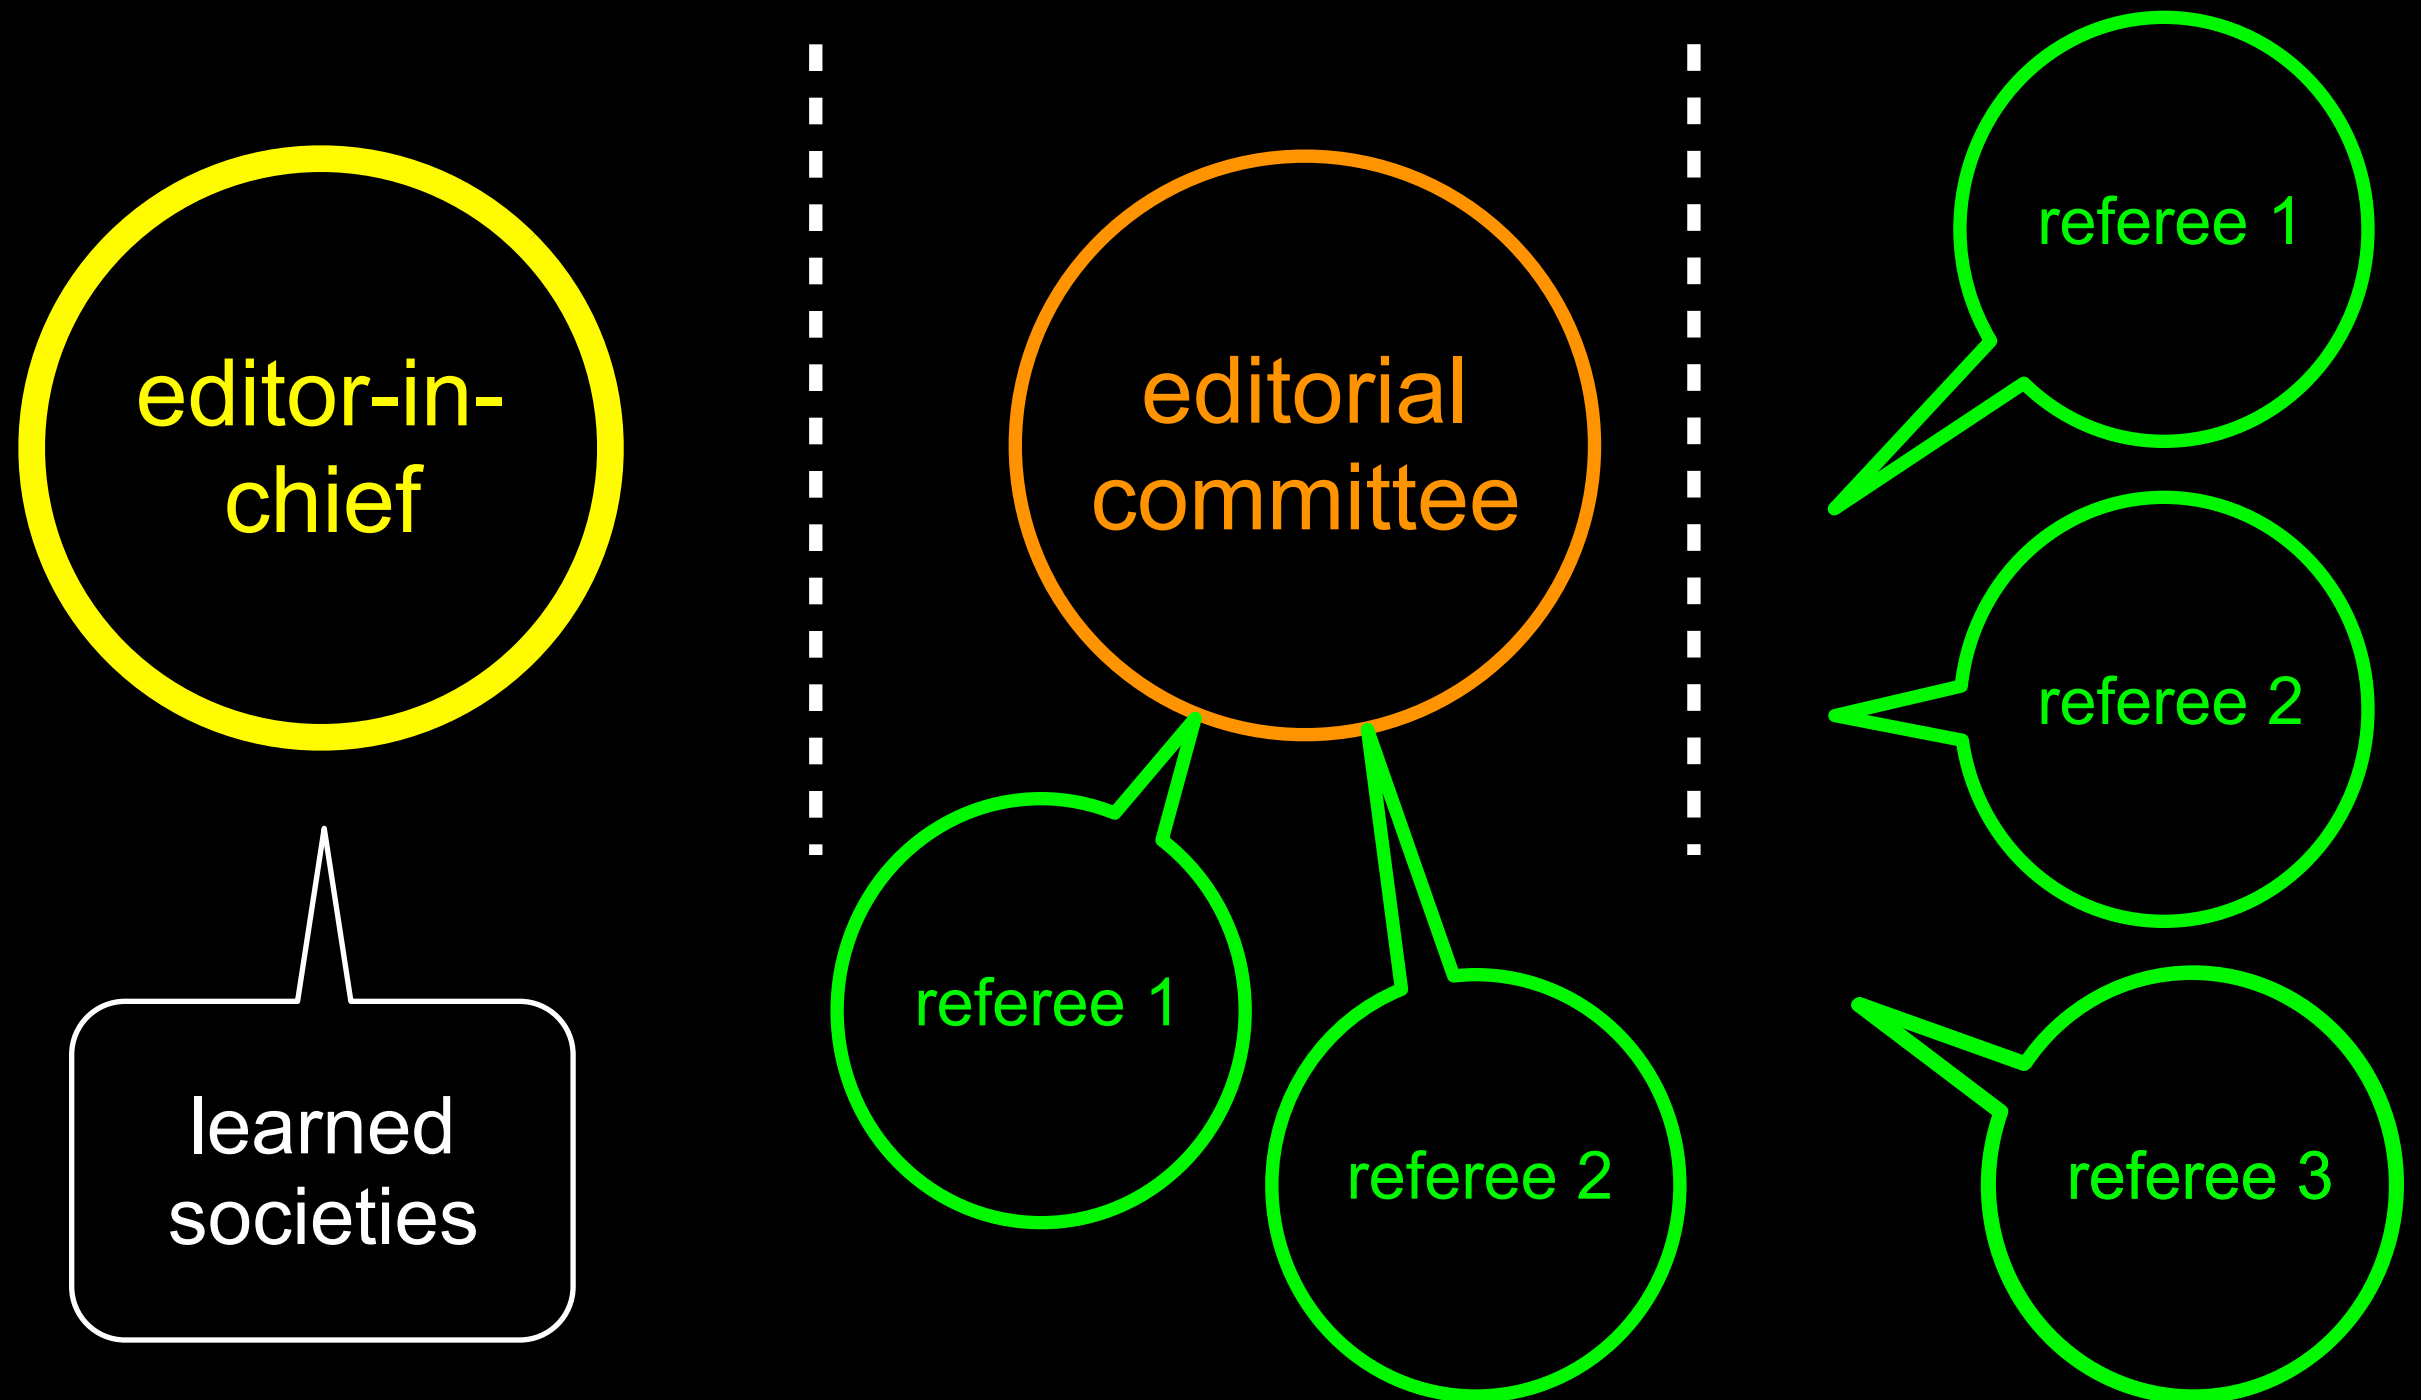 editor-in-
chief
learned
societies
editorial
committee
referee 1
referee 2
referee 1
referee 2
referee 3